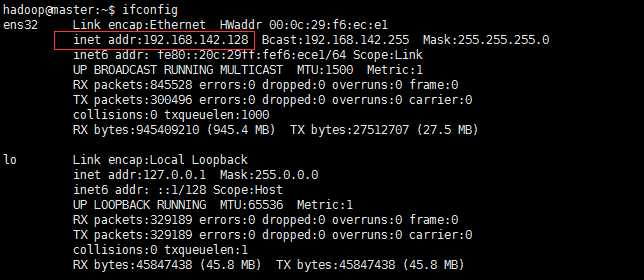 hadoop@master:~$ ifconfig
ens32 Link encap:Ethernet HWaddr 00:0c:29:f6:ec:e1
inet addr:192.168.142.128 Bcast:192.168.142.255 Mask:255.255.255.0
inet6 addr: fe80::20c:29ff:fef6:ece1/64 Scope:Link
UP BROADCAST RUNNING MULTICAST MTU:1500 Metric:1
RX packets:845528 errors:0 dropped:0 overruns:0 frame:0
TX packets:300496 errors:0 dropped:0 overruns:0 carrier:0
collisions:0 txqueuelen:1000
RX bytes:945409210 (945.4 MB) TX bytes:27512707 (27.5 MB)
lo Link encap:Local Loopback
inet addr:127.0.0.1 Mask:255.0.0.0
inet6 addr: ::1/128 Scope:Host
UP LOOPBACK RUNNING MTU:65536 Metric:1
RX packets:329189 errors:0 dropped:0 overruns:0 frame:0
TX packets:329189 errors:0 dropped:0 overruns:0 carrier:0
collisions:0 txqueuelen:1
RX bytes:45847438 (45.8 MB) TX bytes:45847438 (45.8 MB)